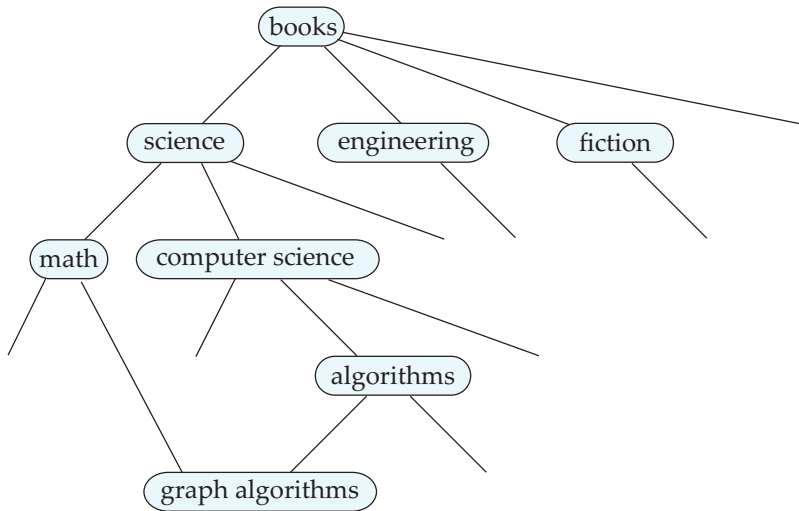 books
science
engineering
fiction
math
computer science
algorithms
graph algorithms